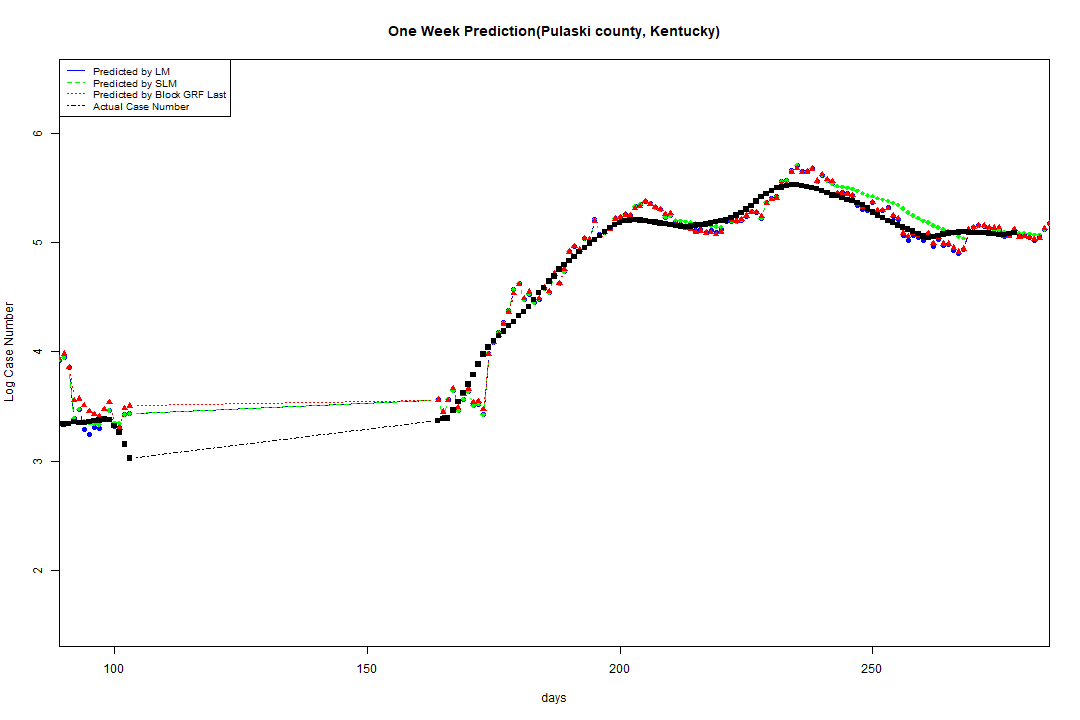 One Week Prediction(Pulaski county, Kentucky)
Predicted by LM
Predicted by SLM
Predicted by Block GRF Last
Actual Case Number
6
5
4
3
2
Log Case Number
100 150 200 250
days